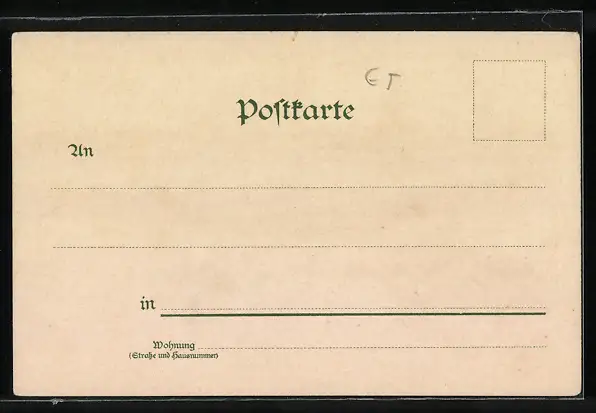 ET
Poſtkarte
An
in
Wohnung
(Straße und Hausnummer)